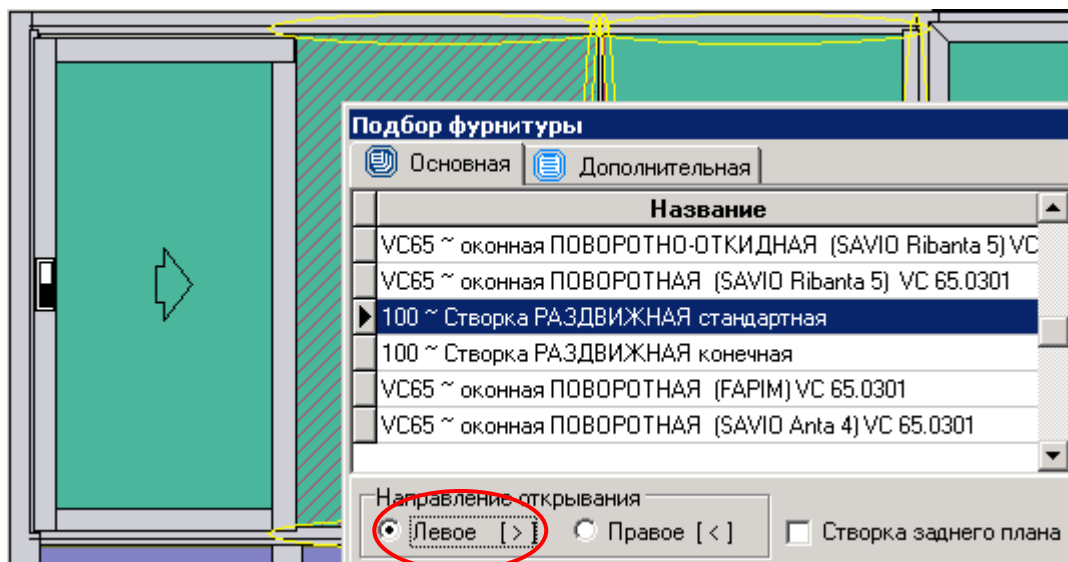 Подбор фурнитуры
Основная Дополнительная
Название
VC65 ~ оконная ПОВОРОТНО-ОТКИДНАЯ (SAVIO Ribanta 5) VC
VC65 ~ оконная ПОВОРОТНАЯ (SAVIO Ribanta 5) VC 65.0301
100 ~ Створка РАЗДВИЖНАЯ стандартная
100 ~ Створка РАЗДВИЖНАЯ конечная
VC65 ~ оконная ПОВОРОТНАЯ (FAPIM) VC 65.0301
VC65 ~ оконная ПОВОРОТНАЯ (SAVIO Anta 4) VC 65.0301
Направление открывания
Левое [>] Правое [<] Створка заднего плана